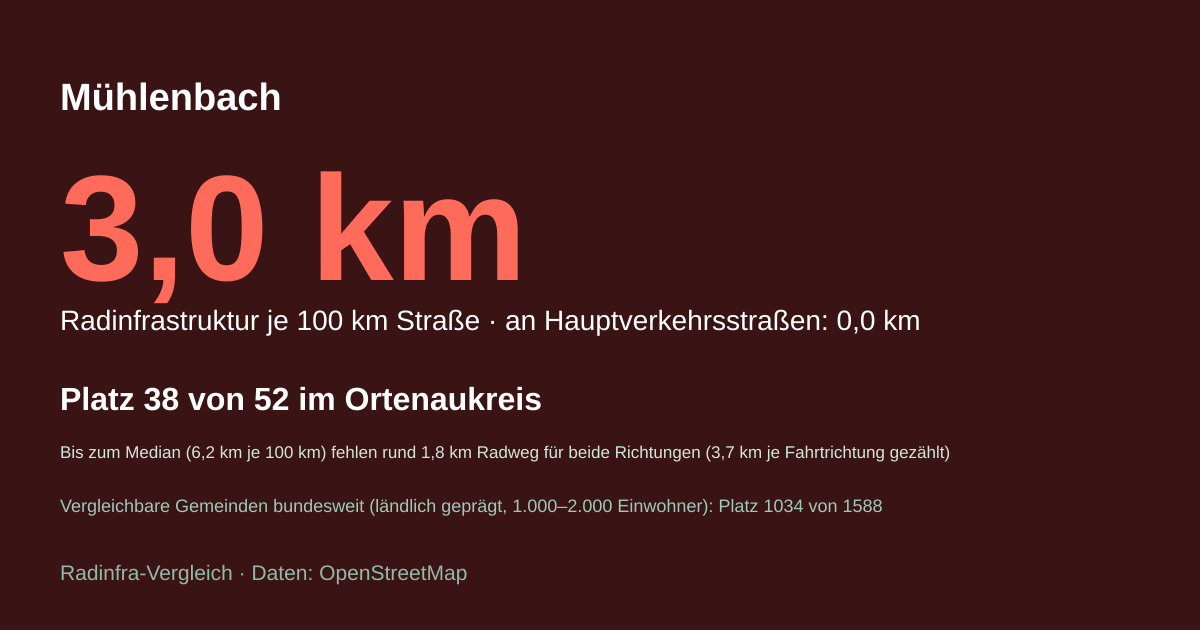 Mühlenbach
3,0 km
Radinfrastruktur je 100 km Straße · an Hauptverkehrsstraßen: 0,0 km
Platz 38 von 52 im Ortenaukreis
Bis zum Median (6,2 km je 100 km) fehlen rund 1,8 km Radweg für beide Richtungen (3,7 km je Fahrtrichtung gezählt)
Vergleichbare Gemeinden bundesweit (ländlich geprägt, 1.000–2.000 Einwohner): Platz 1034 von 1588
Radinfra-Vergleich · Daten: OpenStreetMap